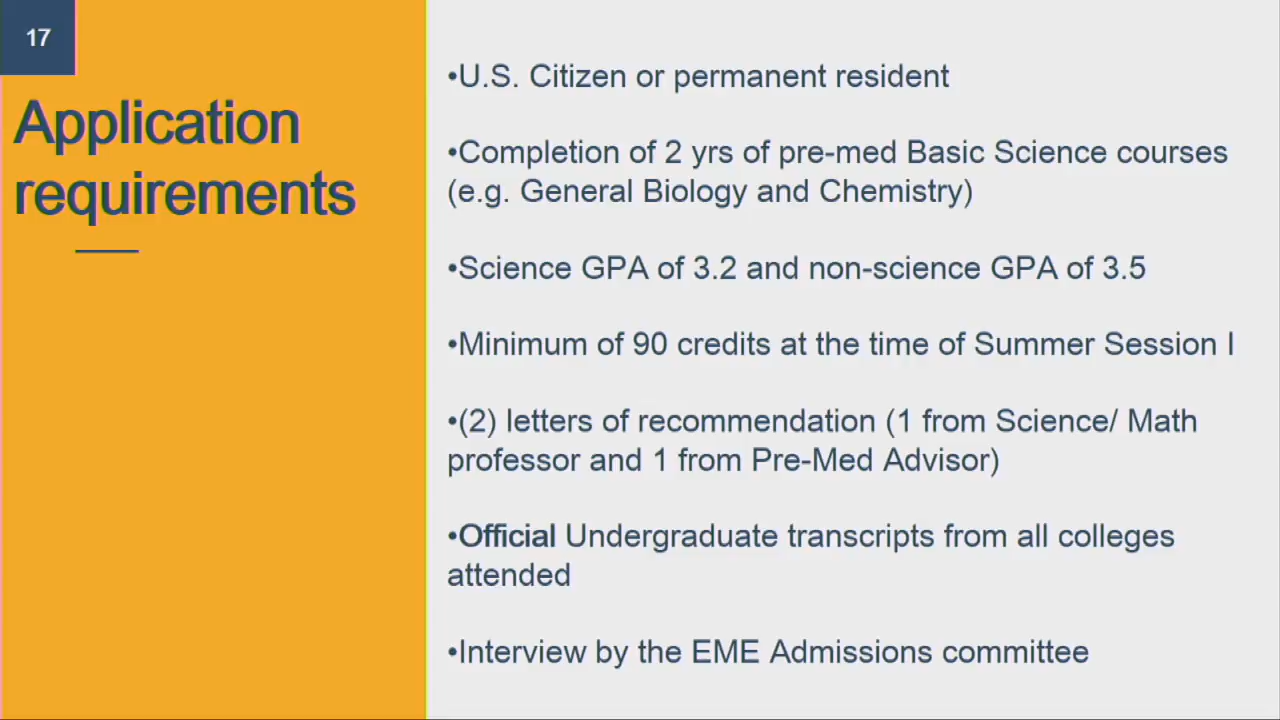 17
Application
requirements
•U.S. Citizen or permanent resident
•Completion of 2 yrs of pre-med Basic Science courses
(e.g. General Biology and Chemistry)
•Science GPA of 3.2 and non-science GPA of 3.5
•Minimum of 90 credits at the time of Summer Session I
•(2) letters of recommendation (1 from Science/ Math
professor and 1 from Pre-Med Advisor)
•Official Undergraduate transcripts from all colleges
attended
•Interview by the EME Admissions committee